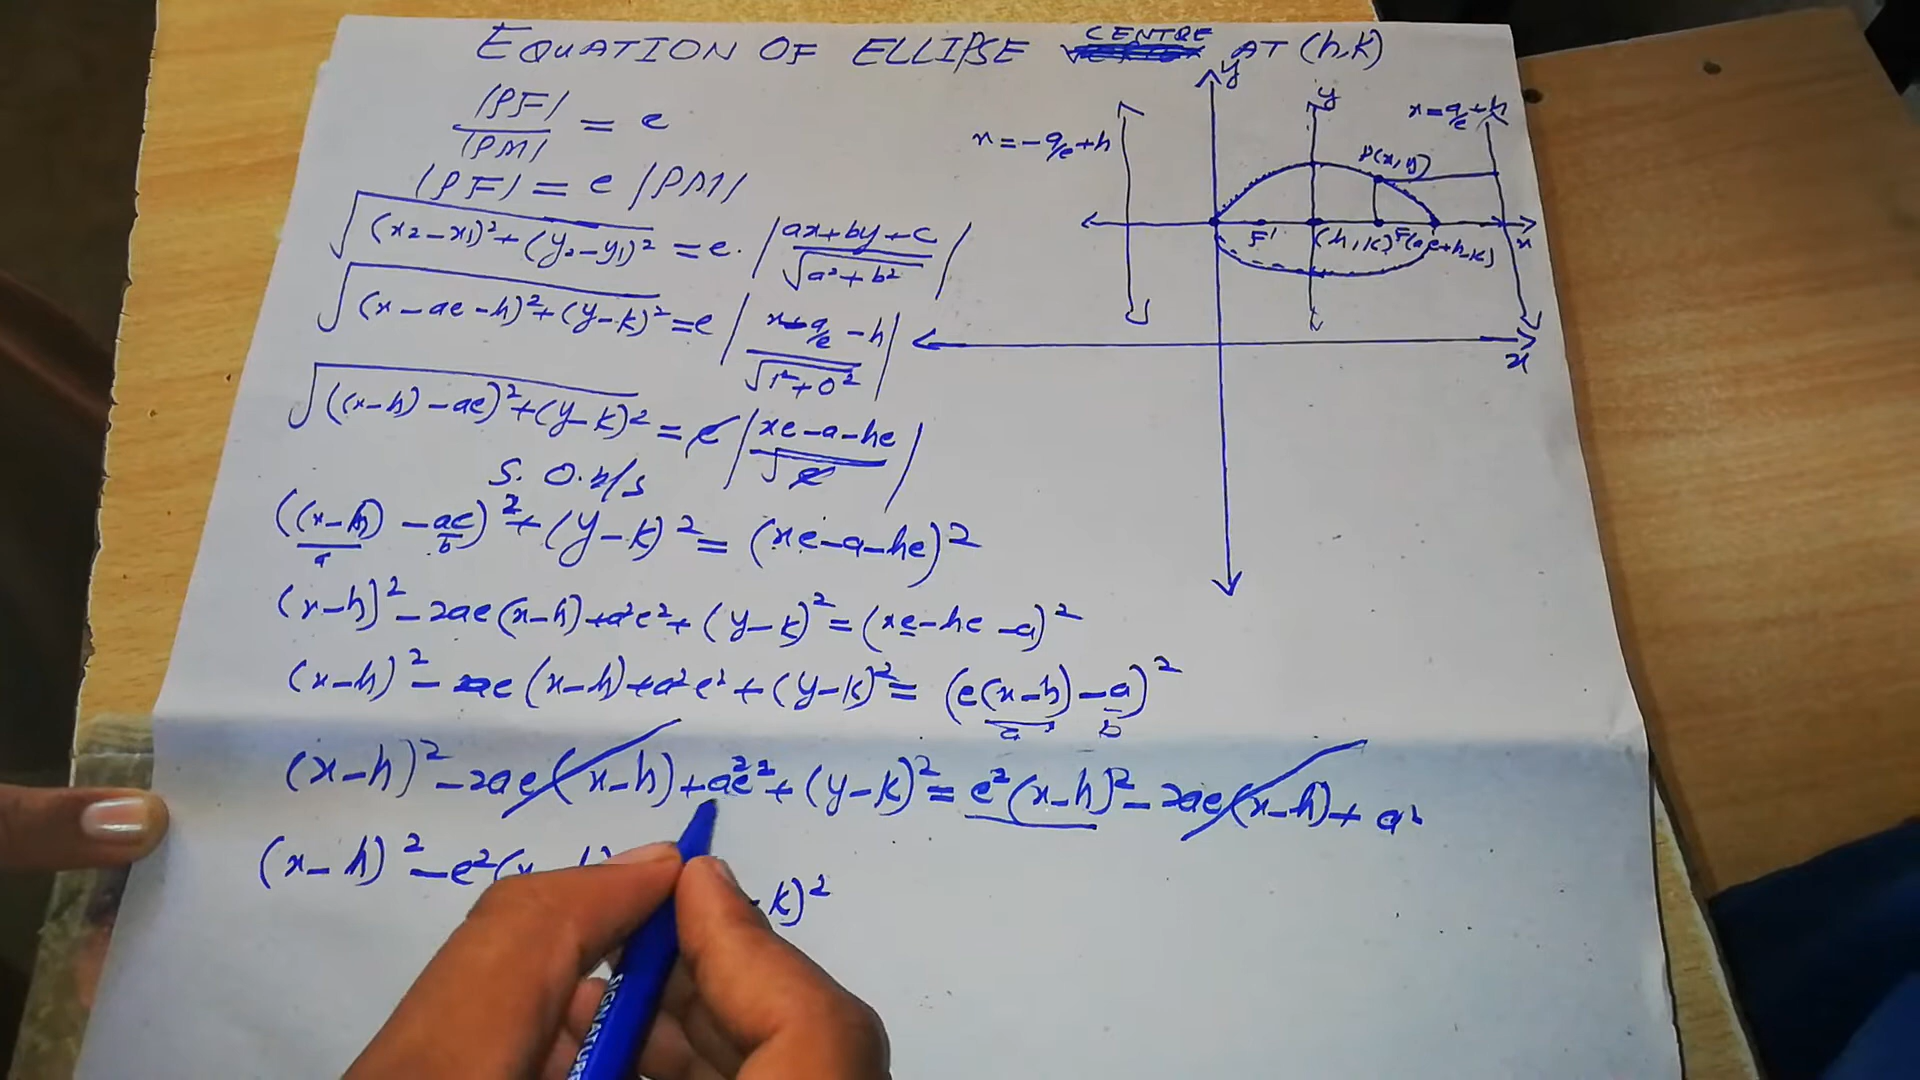 EQUATION OF ELLIPSE CENTRE AT (h,k)
|PF|
|PM| = e
|PF| = e |PM|
√(x₂-x₁)²+(y₂-y₁)² = e. |ax+by+c|
√a²+b²
√(x-ae-h)²+(y-k)² = e |x-a/e-h|
√1²+0²
√((x-h)-ae)²+(y-k)² = e |xe-a-he|
√e
S. O. b/s
((x-h) - ae)² + (y-k)² = (xe-a-he)²
a b
(x-h)² - 2ae(x-h)+a²e²+(y-k)² = (xe-he-a)²
(x-h)² - 2ae(x-h)+a²e²+(y-k)² = (e(x-h)-a)²
a b
(x-h)² - 2ae(x-h)+a²e²+(y-k)² = e²(x-h)² - 2ae(x-h)+a²
(x-h)² - e²(x k)²
y
y
x=a/e+h
x=-a/e+h
P(x,y)
F' (h,k) F(ae+h,k) x
x
SIGNATURE